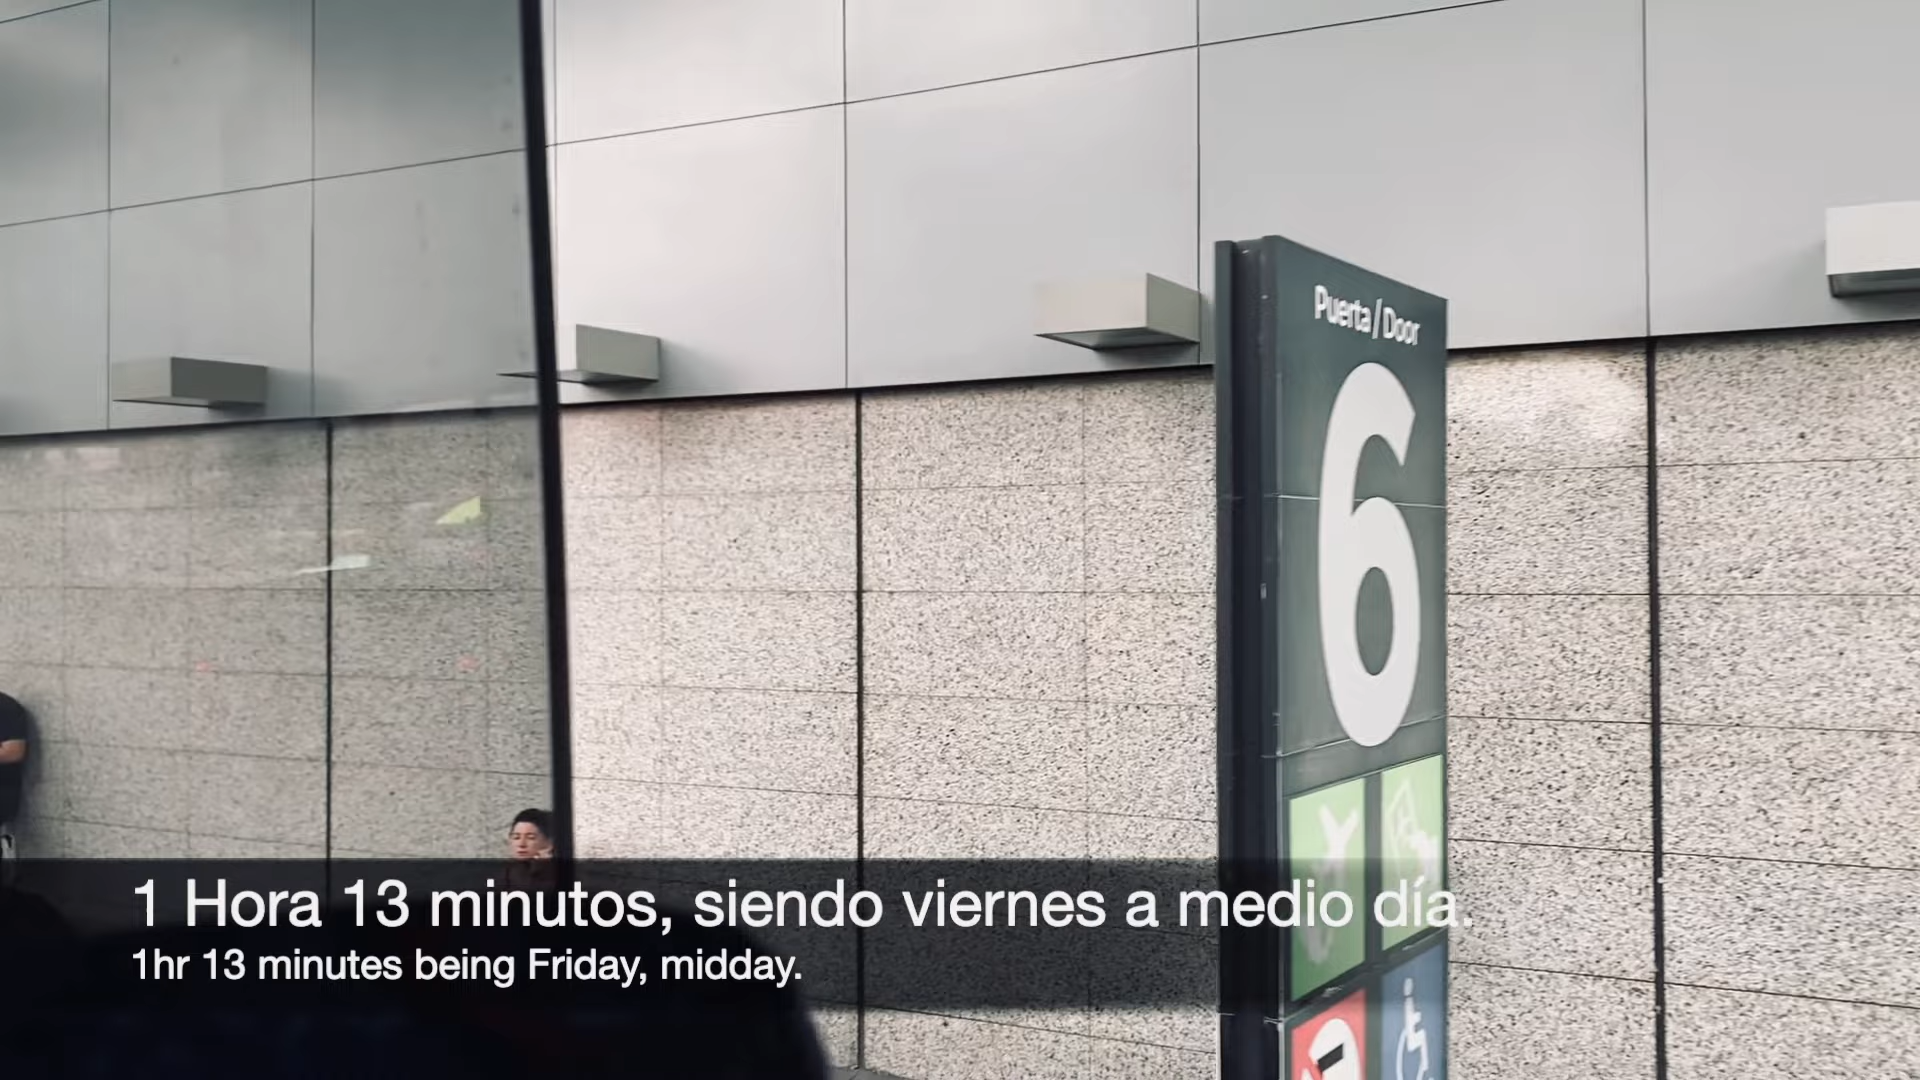 Puerta / Door
6
1 Hora 13 minutos, siendo viernes a medio día.
1hr 13 minutes being Friday, midday.